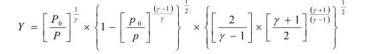 Y = [P₀/P]^(1/γ) × {1 − [p₀/p]^((γ−1)/γ)}^(1/2) × {[2/(γ−1)] × [(γ+1)/2]^((γ+1)/(γ−1))}^(1/2)